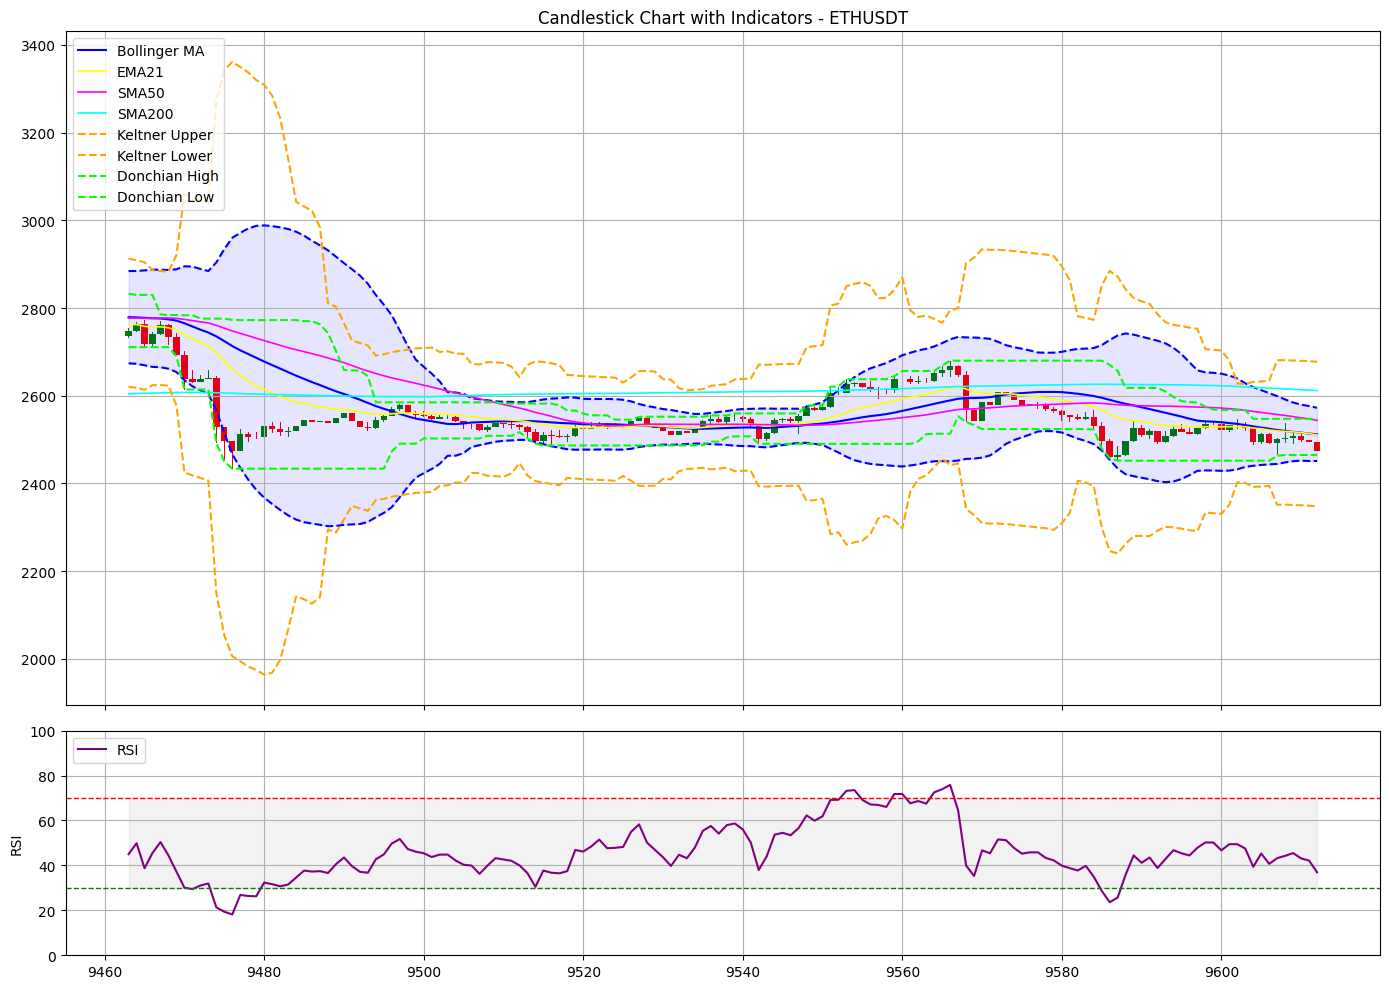 Candlestick Chart with Indicators - ETHUSDT
3400
3200
3000
2800
2600
2400
2200
2000
Bollinger MA
EMA21
SMA50
SMA200
Keltner Upper
Keltner Lower
Donchian High
Donchian Low
100
80
60
40
20
0
RSI
RSI
9460 9480 9500 9520 9540 9560 9580 9600